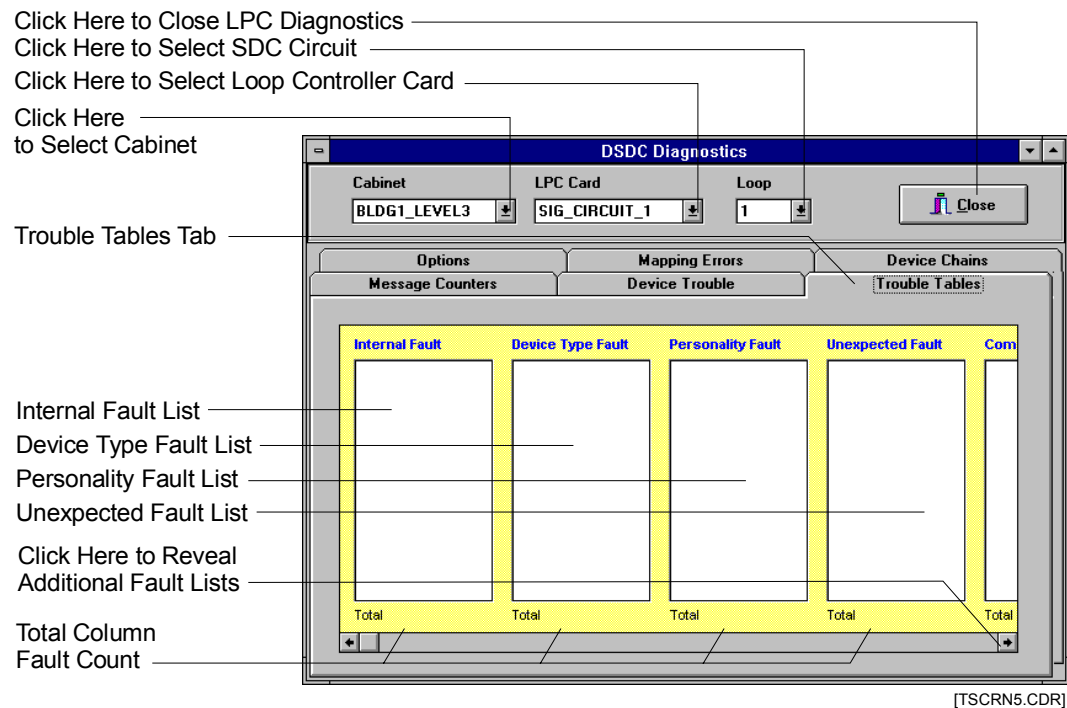 Click Here to Close LPC Diagnostics
Click Here to Select SDC Circuit
Click Here to Select Loop Controller Card
Click Here
to Select Cabinet
DSDC Diagnostics
Cabinet
LPC Card
Loop
BLDG1_LEVEL3
SIG_CIRCUIT_1
1
Close
Trouble Tables Tab
Options
Mapping Errors
Device Chains
Message Counters
Device Trouble
Trouble Tables
Internal Fault
Device Type Fault
Personality Fault
Unexpected Fault
Com
Internal Fault List
Device Type Fault List
Personality Fault List
Unexpected Fault List
Click Here to Reveal
Additional Fault Lists
Total
Total
Total
Total
Total
Total Column
Fault Count
[TSCRN5.CDR]